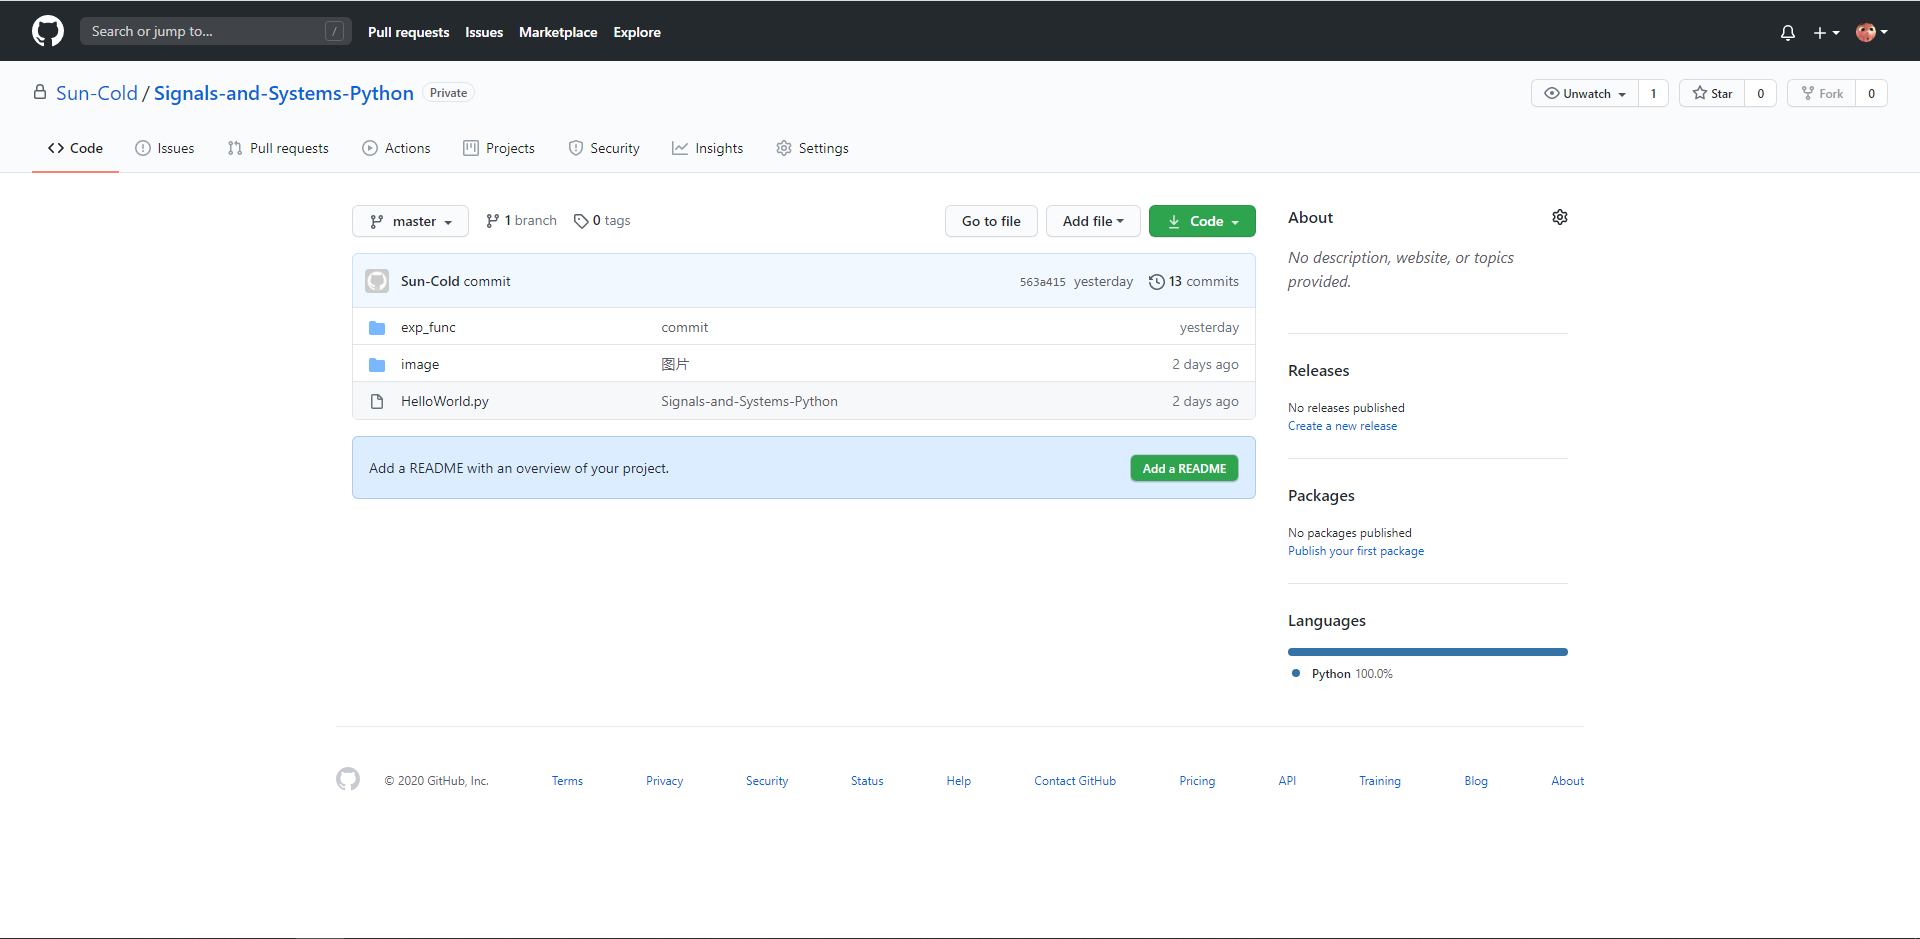 Search or jump to... / Pull requests Issues Marketplace Explore
Sun-Cold / Signals-and-Systems-Python Private Unwatch 1 Star 0 Fork 0
Code Issues Pull requests Actions Projects Security Insights Settings
master 1 branch 0 tags Go to file Add file Code
Sun-Cold commit 563a415 yesterday 13 commits
exp_func commit yesterday
image 图片 2 days ago
HelloWorld.py Signals-and-Systems-Python 2 days ago
Add a README with an overview of your project. Add a README
About
No description, website, or topics
provided.
Releases
No releases published
Create a new release
Packages
No packages published
Publish your first package
Languages
Python 100.0%
© 2020 GitHub, Inc. Terms Privacy Security Status Help Contact GitHub Pricing API Training Blog About